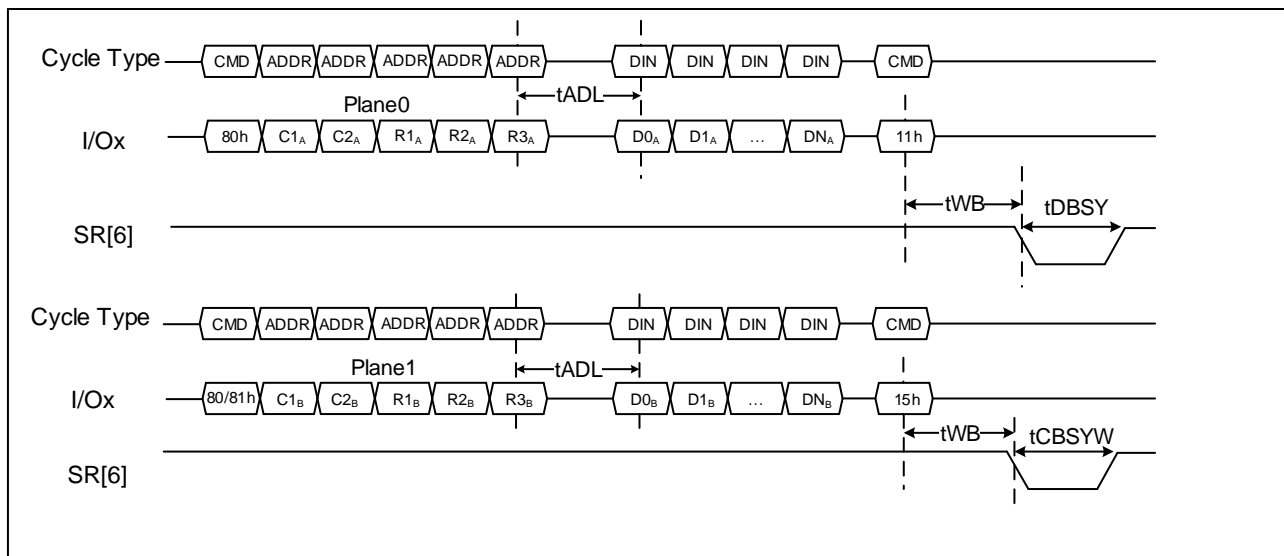 Cycle Type CMD ADDR ADDR ADDR ADDR ADDR DIN DIN DIN DIN CMD
tADL
Plane0
I/Ox 80h C1A C2A R1A R2A R3A D0A D1A ... DNA 11h
tWB tDBSY
SR[6]
Cycle Type CMD ADDR ADDR ADDR ADDR ADDR DIN DIN DIN DIN CMD
Plane1 tADL
I/Ox 80/81h C1B C2B R1B R2B R3B D0B D1B ... DNB 15h
tWB tCBSYW
SR[6]